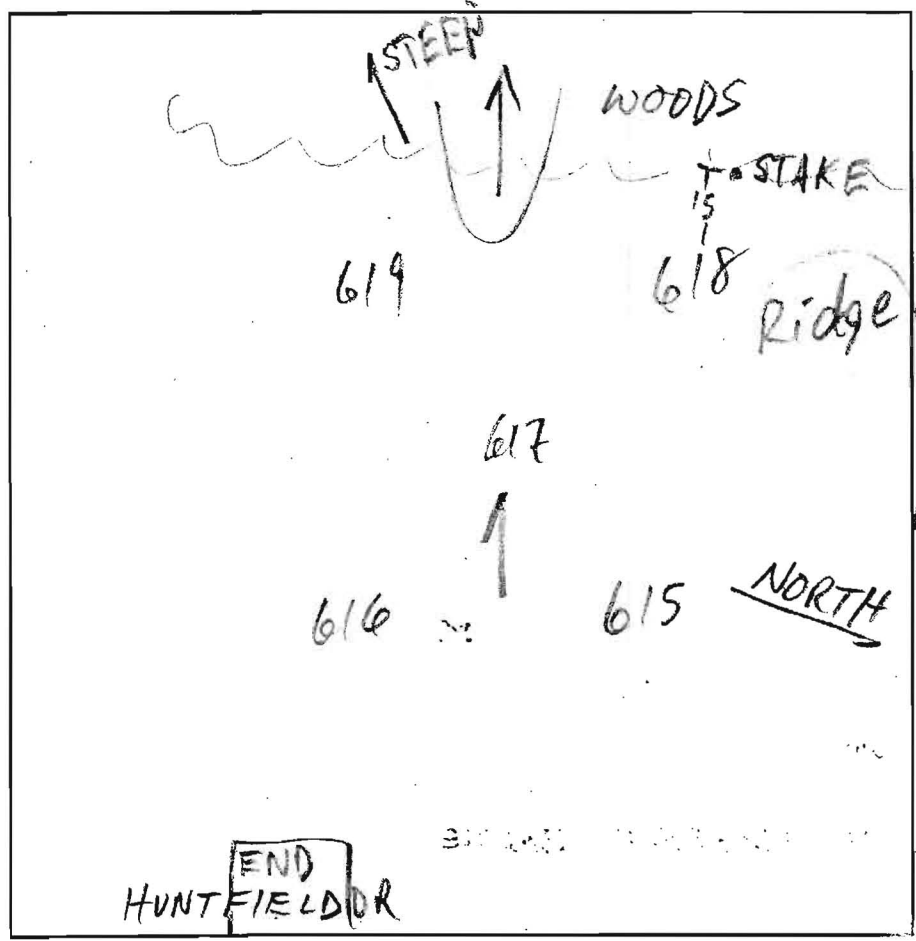 STEEP
WOODS
STAKE
15
619
618
Ridge
617
616
615
NORTH
END
HUNTFIELD DR